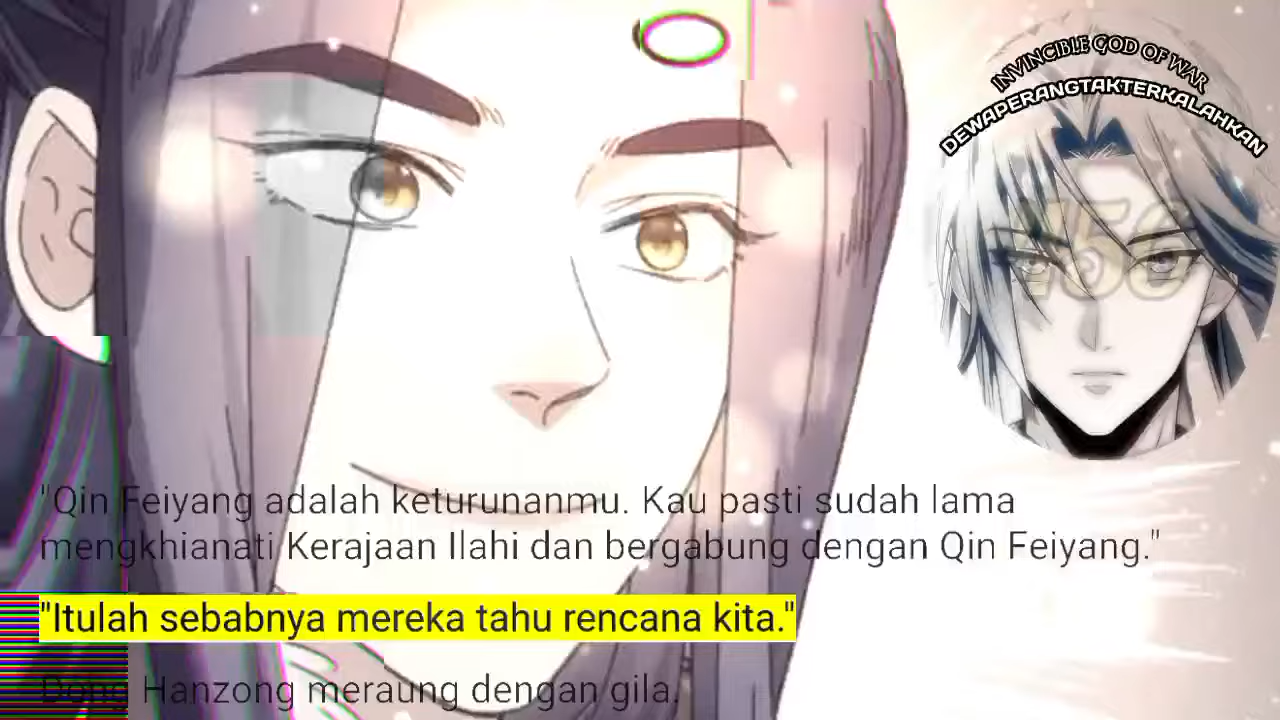 INVINCIBLE GOD OF WAR
DEWAPERANGTAKTERKALAHKAN
"Qin Feiyang adalah keturunanmu. Kau pasti sudah lama
mengkhianati Kerajaan Ilahi dan bergabung dengan Qin Feiyang."
"Itulah sebabnya mereka tahu rencana kita."
Dong Hanzong meraung dengan gila.